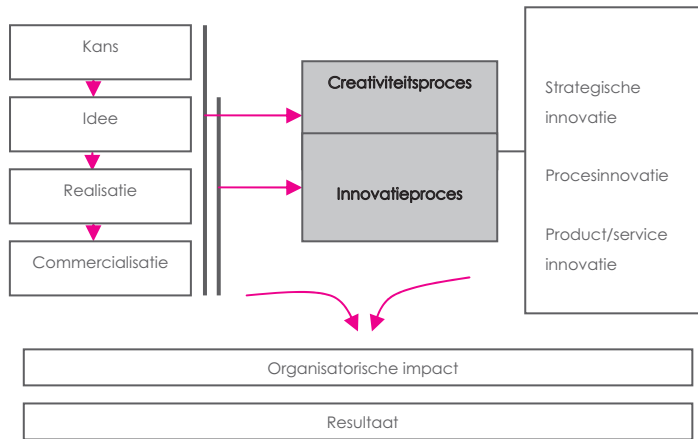 Kans
Idee
Realisatie
Commercialisatie
Creativiteitsproces
Innovatieproces
Strategische
innovatie
Procesinnovatie
Product/service
innovatie
Organisatorische impact
Resultaat